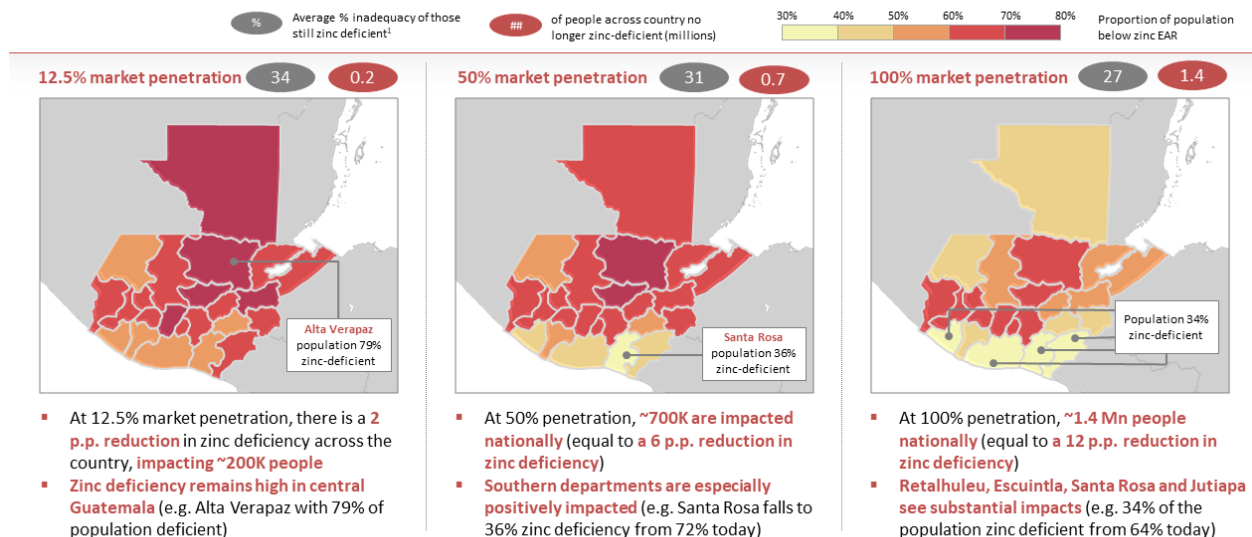 %
Average % inadequacy of those
still zinc deficient¹
##
of people across country no
longer zinc-deficient (millions)
30% 40% 50% 60% 70% 80%
Proportion of population
below zinc EAR
12.5% market penetration 34 0.2
Alta Verapaz
population 79%
zinc-deficient
▪ At 12.5% market penetration, there is a 2
p.p. reduction in zinc deficiency across the
country, impacting ~200K people
▪ Zinc deficiency remains high in central
Guatemala (e.g. Alta Verapaz with 79% of
population deficient)
50% market penetration 31 0.7
Santa Rosa
population 36%
zinc-deficient
▪ At 50% penetration, ~700K are impacted
nationally (equal to a 6 p.p. reduction in
zinc deficiency)
▪ Southern departments are especially
positively impacted (e.g. Santa Rosa falls to
36% zinc deficiency from 72% today)
100% market penetration 27 1.4
Population 34%
zinc-deficient
▪ At 100% penetration, ~1.4 Mn people
nationally (equal to a 12 p.p. reduction in
zinc deficiency)
▪ Retalhuleu, Escuintla, Santa Rosa and Jutiapa
see substantial impacts (e.g. 34% of the
population zinc deficient from 64% today)